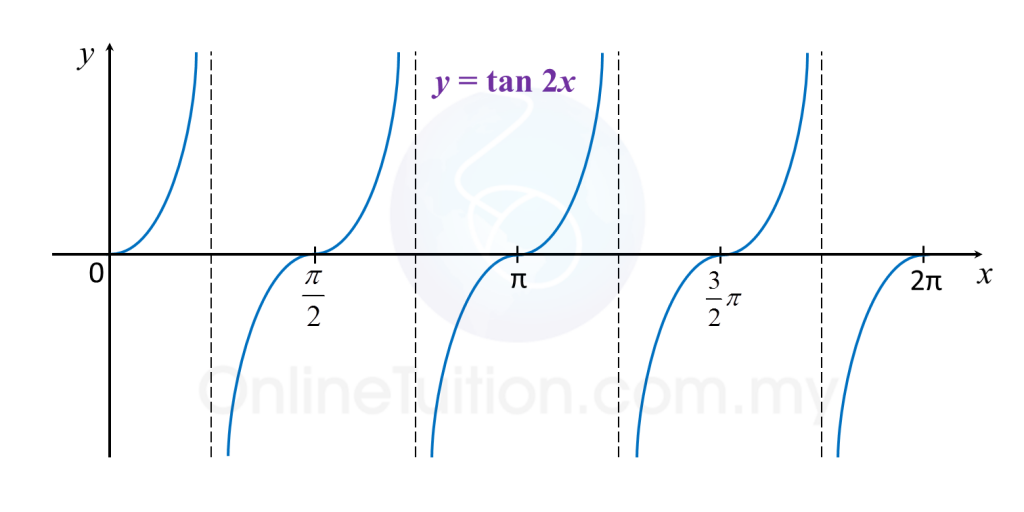 y
y = tan 2x
0
π/2
π
3/2 π
2π
x
OnlineTuition.com.my